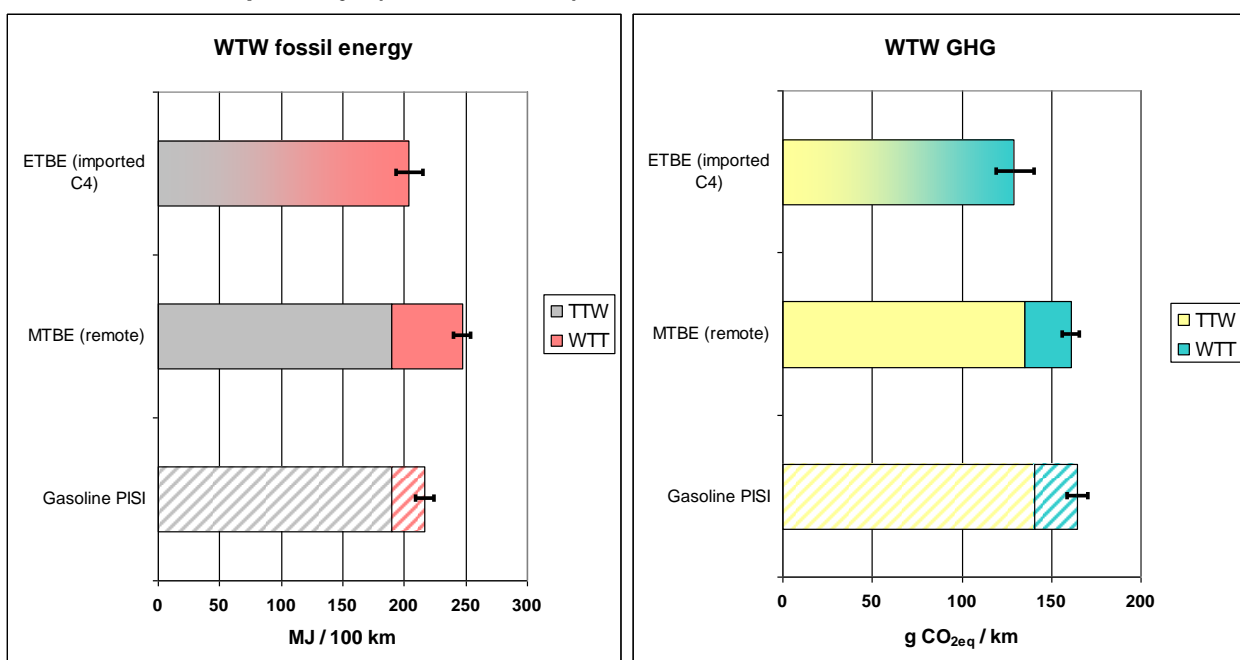 WTW fossil energy
ETBE (imported
C4)
MTBE (remote)
Gasoline PISI
0 50 100 150 200 250 300
MJ / 100 km
TTW
WTT
WTW GHG
ETBE (imported
C4)
MTBE (remote)
Gasoline PISI
0 50 100 150 200
g CO2eq / km
TTW
WTT